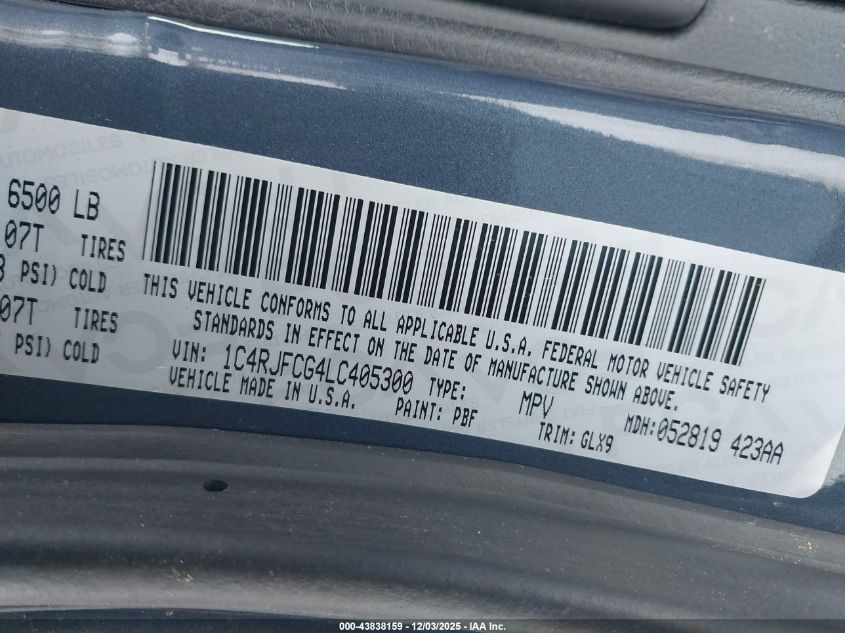 6500 LB
07T TIRES
PSI) COLD
07T TIRES
PSI) COLD
THIS VEHICLE CONFORMS TO ALL APPLICABLE U.S.A. FEDERAL MOTOR VEHICLE SAFETY
STANDARDS IN EFFECT ON THE DATE OF MANUFACTURE SHOWN ABOVE.
VIN: 1C4RJFCG4LC405300 TYPE: MPV MDH:052819 423AA
VEHICLE MADE IN U.S.A. PAINT: PBF TRIM: GLX9
000-43838159 - 12/03/2025 - IAA Inc.